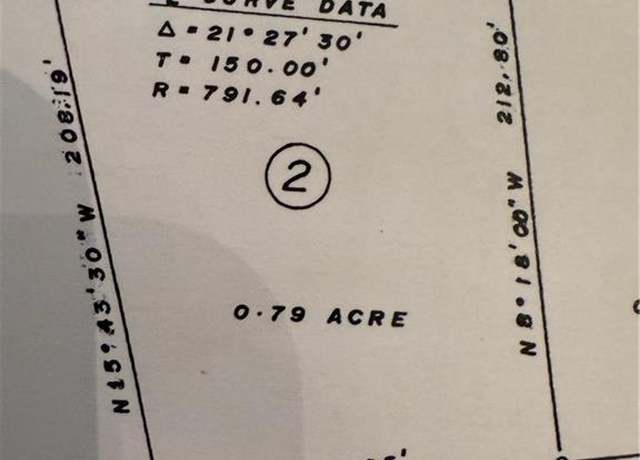 CURVE DATA
Δ = 21° 27' 30'
T = 150.00'
R = 791.64'
2
0.79 ACRE
N 15° 43' 30" W 208.19'
N 8° 18' 00" W 212.80'